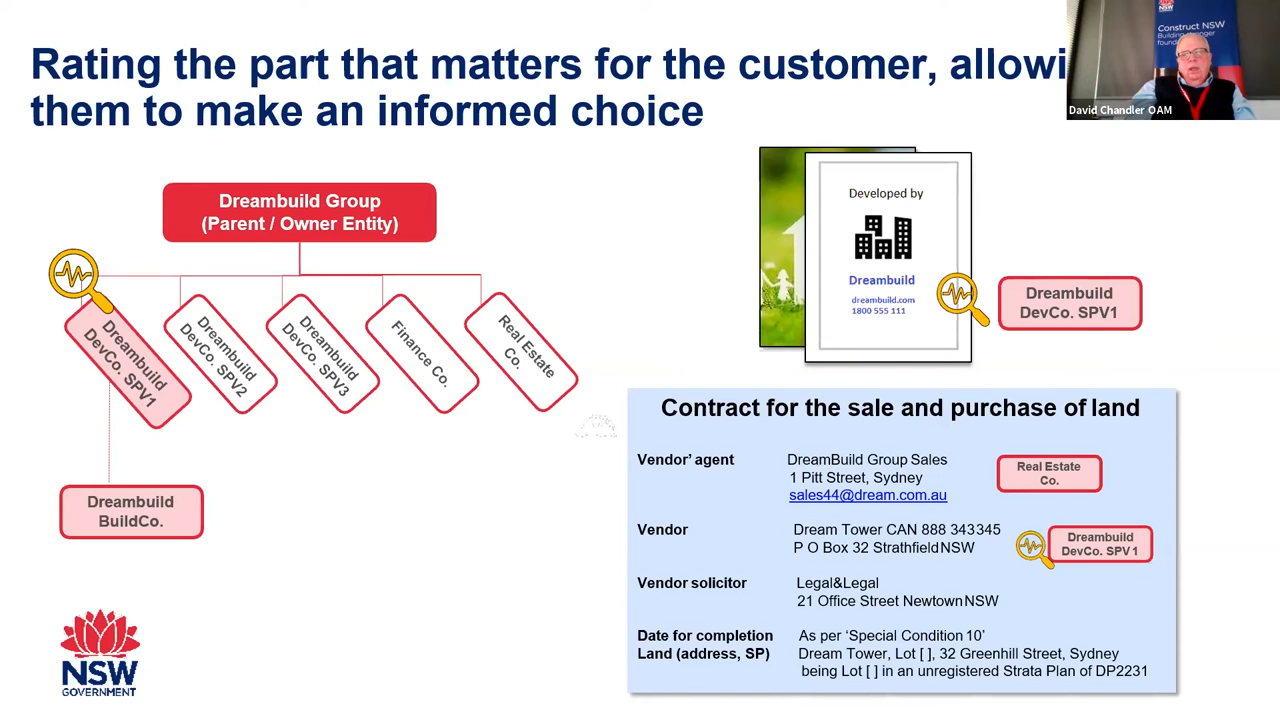 Rating the part that matters for the customer, allowi
them to make an informed choice
NSW
Construct NSW
Building stronger
David Chandler OAM
Dreambuild Group
(Parent / Owner Entity)
Dreambuild
DevCo. SPV1
Dreambuild
DevCo. SPV2
Dreambuild
DevCo. SPV3
Finance Co.
Real Estate
Co.
Dreambuild
BuildCo.
Developed by
Dreambuild
dreambuild.com
1800 555 111
Dreambuild
DevCo. SPV1
Contract for the sale and purchase of land
Vendor' agent DreamBuild Group Sales
1 Pitt Street, Sydney
sales44@dream.com.au
Real Estate
Co.
Vendor Dream Tower CAN 888 343345
P O Box 32 Strathfield NSW
Dreambuild
DevCo. SPV 1
Vendor solicitor Legal&Legal
21 Office Street Newtown NSW
Date for completion As per ‘Special Condition 10’
Land (address, SP) Dream Tower, Lot [ ], 32 Greenhill Street, Sydney
being Lot [ ] in an unregistered Strata Plan of DP2231
NSW
GOVERNMENT